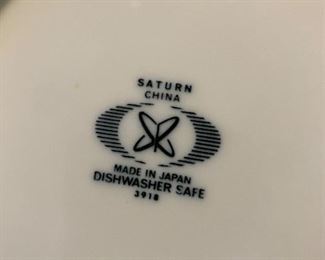 SATURN
CHINA
MADE IN JAPAN
DISHWASHER SAFE
3918